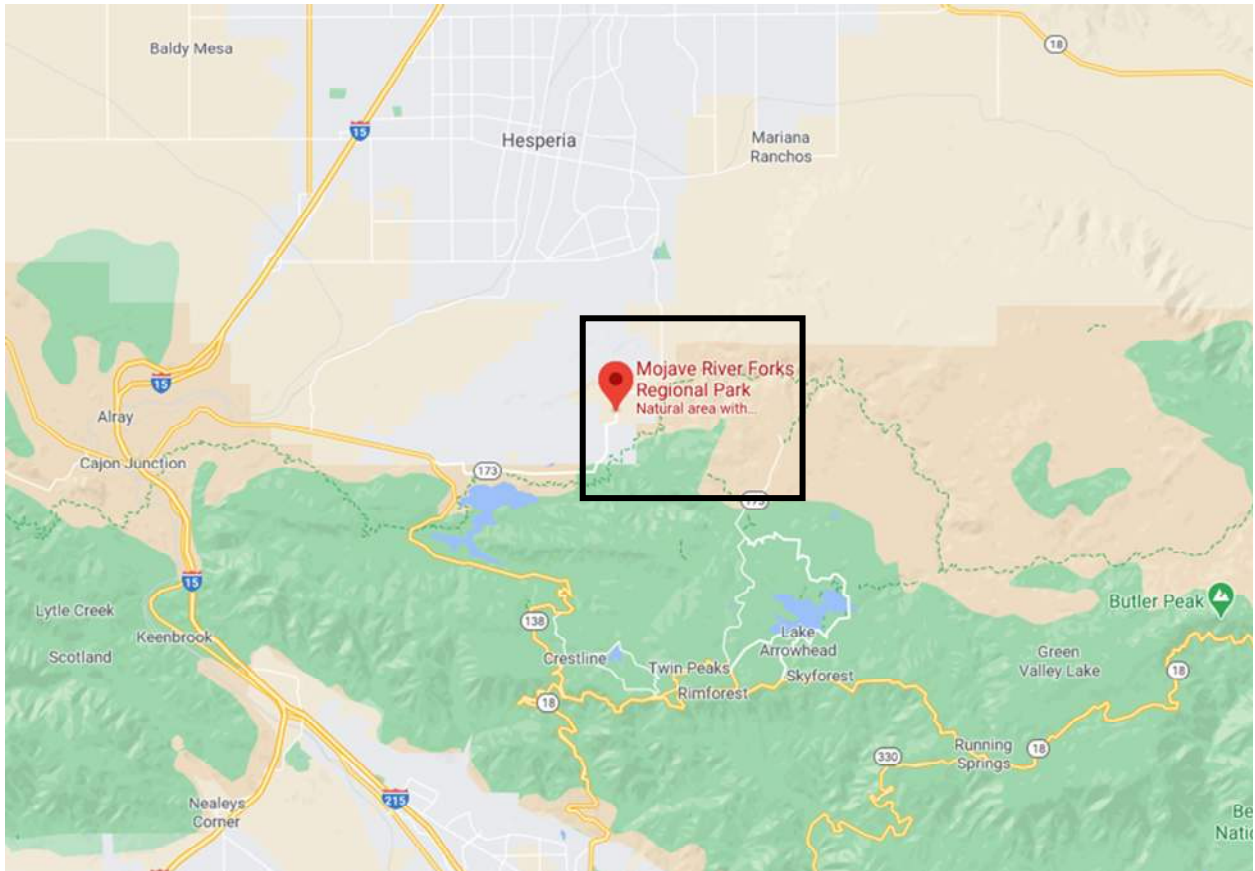 Baldy Mesa
18
15
Hesperia
Mariana
Ranchos
Mojave River Forks
Regional Park
Natural area with...
15
Alray
Cajon Junction
173
173
15
Butler Peak
Lytle Creek
138
Keenbrook
Lake
Arrowhead
Scotland
Crestline
Twin Peaks
Green
Valley Lake
Skyforest
Rimforest
18
18
Running
Springs
18
330
Nealeys
Corner
215
Be
Natio